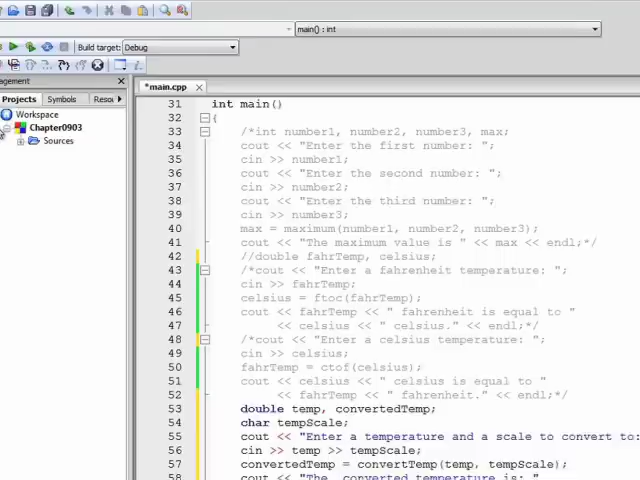 main() : int
Build target: Debug
agement
*main.cpp
Projects Symbols Resou
Workspace
Chapter0903
Sources
31 int main()
32 {
33 /*int number1, number2, number3, max;
34 cout << "Enter the first number: ";
35 cin >> number1;
36 cout << "Enter the second number: ";
37 cin >> number2;
38 cout << "Enter the third number: ";
39 cin >> number3;
40 max = maximum(number1, number2, number3);
41 cout << "The maximum value is " << max << endl;*/
42 //double fahrTemp, celsius;
43 /*cout << "Enter a fahrenheit temperature: ";
44 cin >> fahrTemp;
45 celsius = ftoc(fahrTemp);
46 cout << fahrTemp << " fahrenheit is equal to "
47 << celsius << " celsius." << endl;*/
48 /*cout << "Enter a celsius temperature: ";
49 cin >> celsius;
50 fahrTemp = ctof(celsius);
51 cout << celsius << " celsius is equal to "
52 << fahrTemp << " fahrenheit." << endl;*/
53 double temp, convertedTemp;
54 char tempScale;
55 cout << "Enter a temperature and a scale to convert to:
56 cin >> temp >> tempScale;
57 convertedTemp = convertTemp(temp, tempScale);
58 cout << "The converted temperature is: "